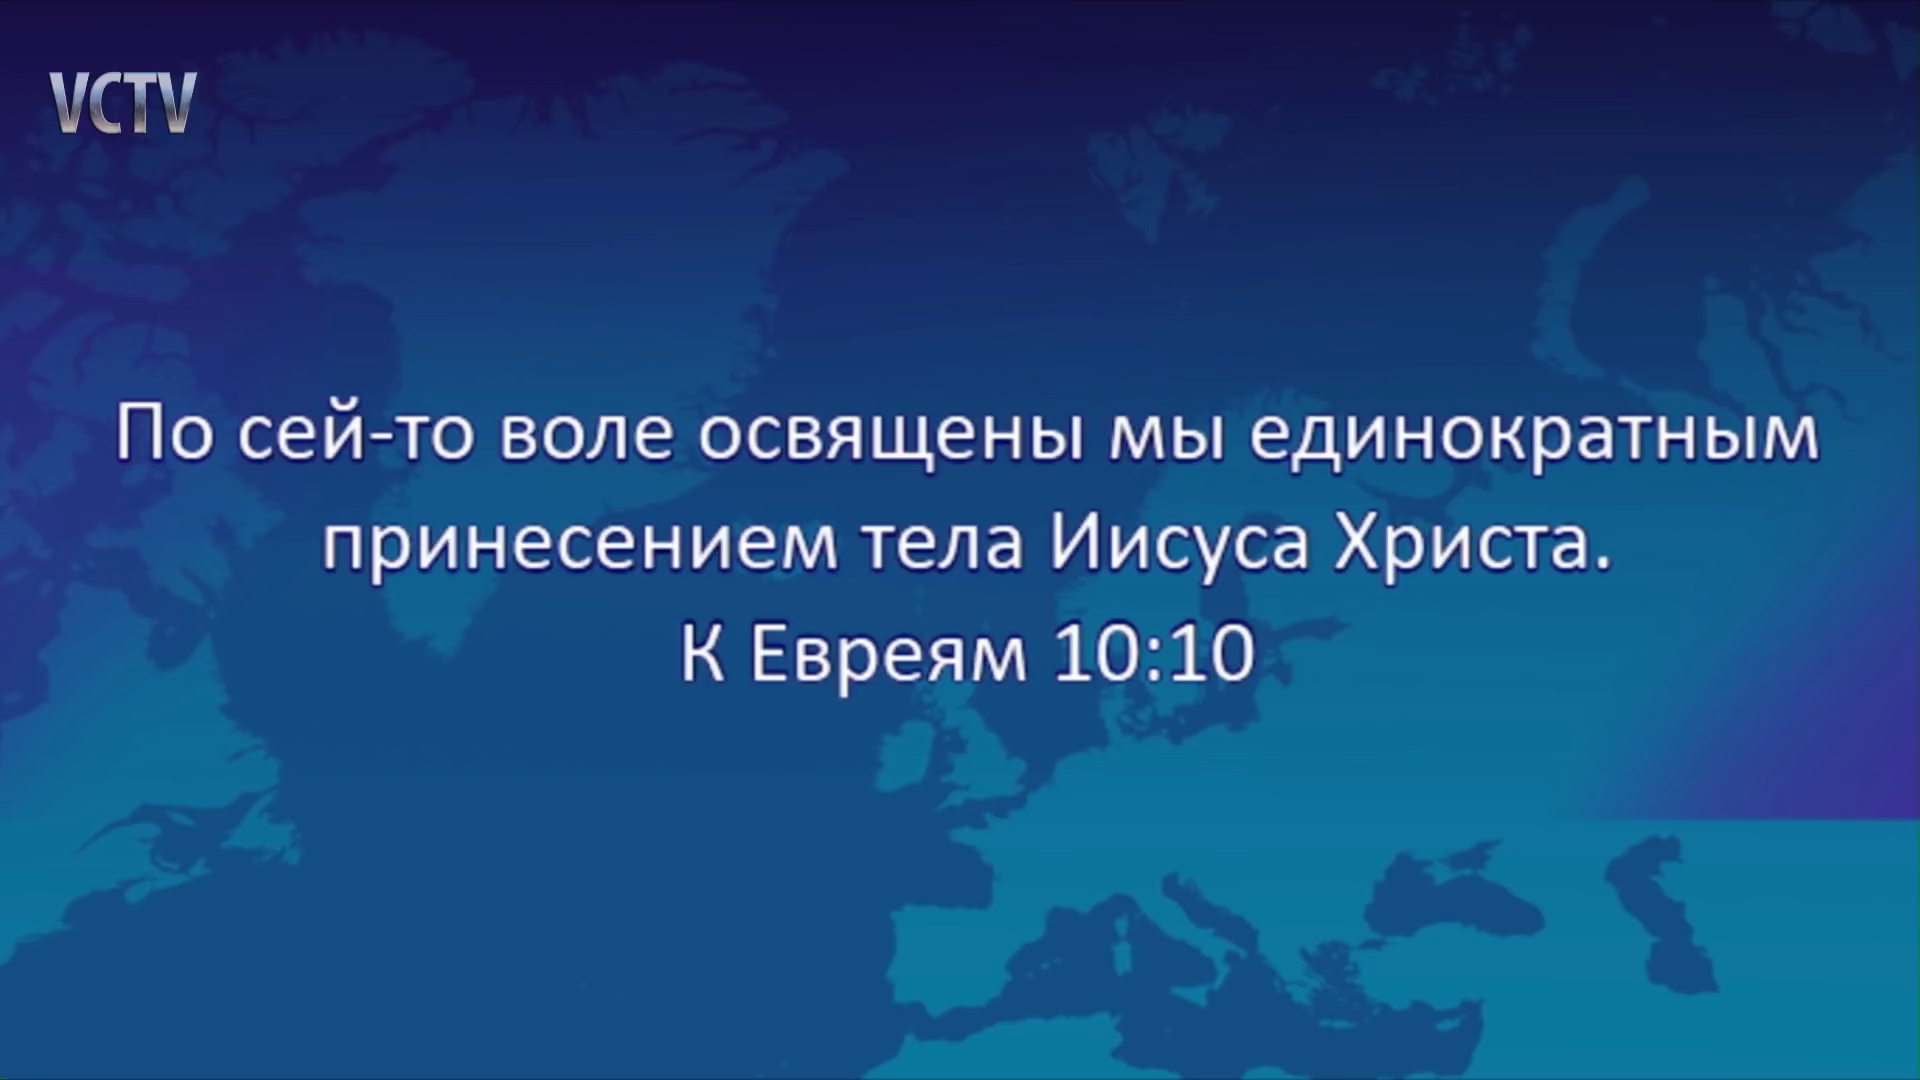 VCTV
По сей-то воле освящены мы единократным
принесением тела Иисуса Христа.
К Евреям 10:10